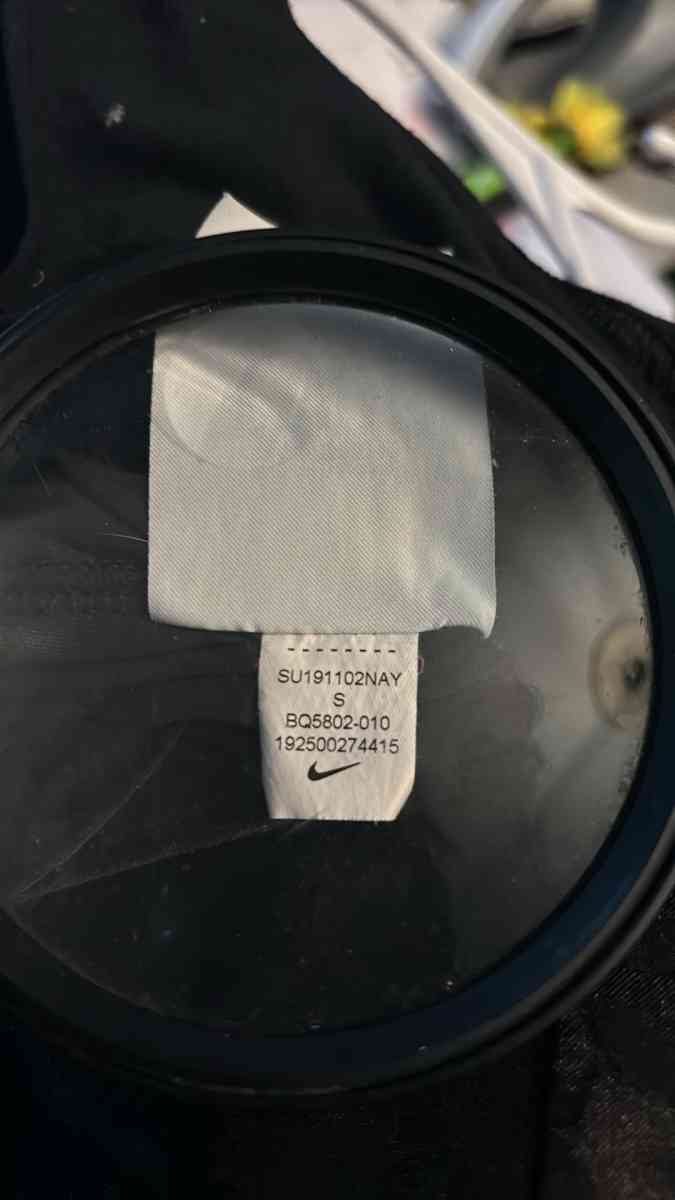 --------
SU191102NAY
S
BQ5802-010
192500274415